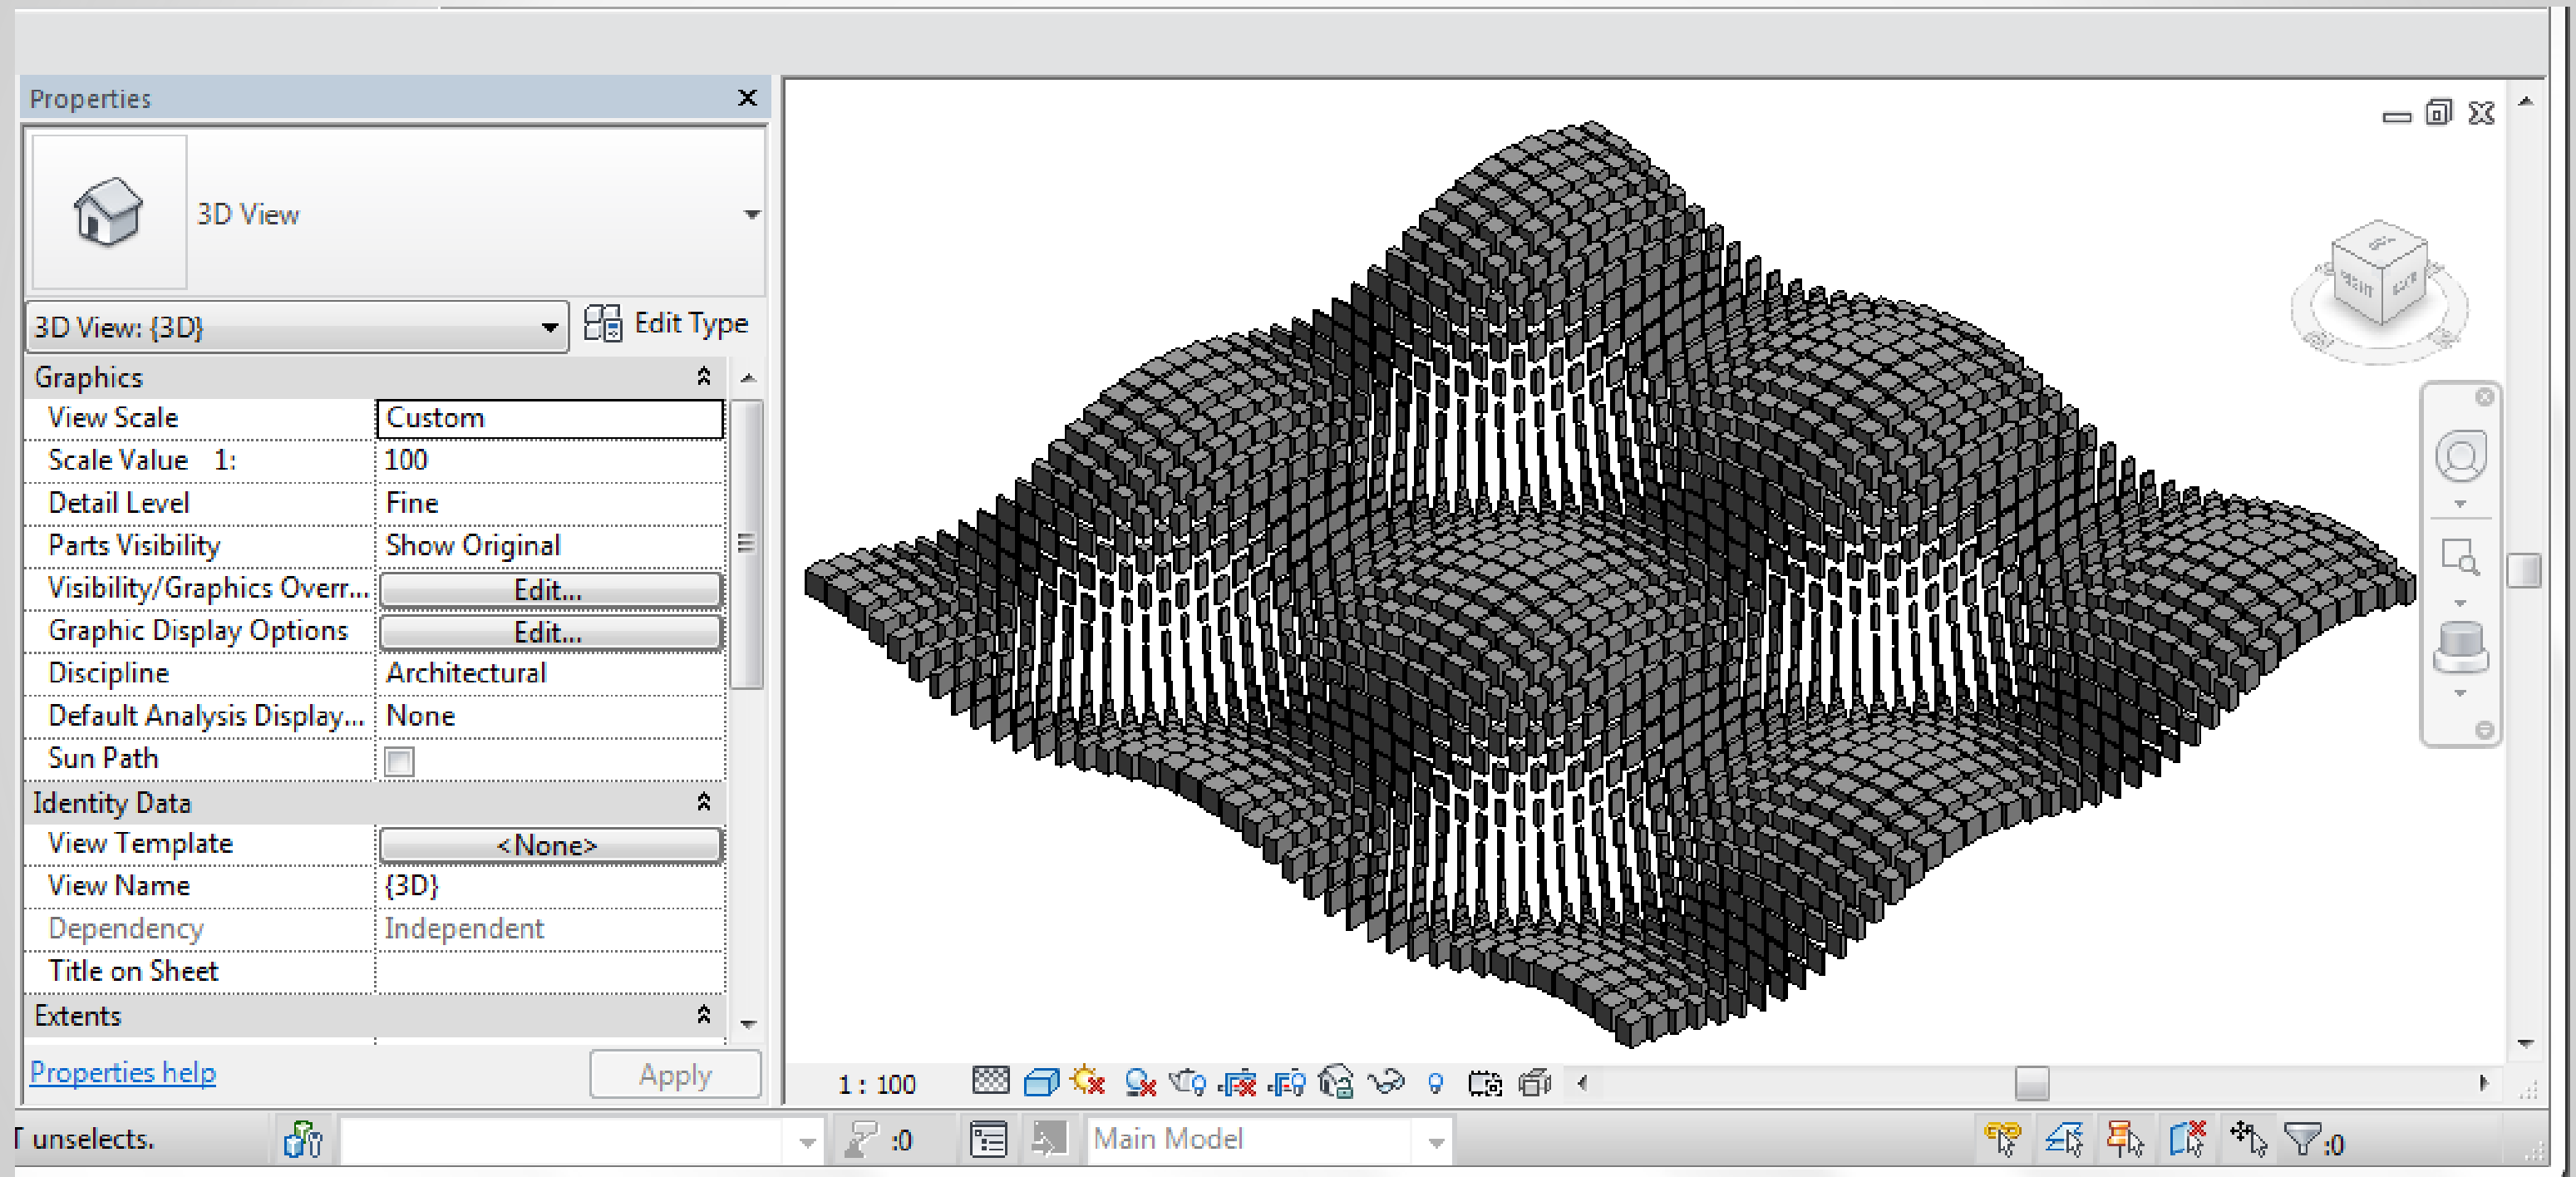 Properties
3D View
3D View: {3D}
Edit Type
Graphics
View Scale Custom
Scale Value 1: 100
Detail Level Fine
Parts Visibility Show Original
Visibility/Graphics Overr... Edit...
Graphic Display Options Edit...
Discipline Architectural
Default Analysis Display... None
Sun Path
Identity Data
View Template <None>
View Name {3D}
Dependency Independent
Title on Sheet
Extents
Properties help Apply
1 : 100
T unselects.
:0
Main Model
:0